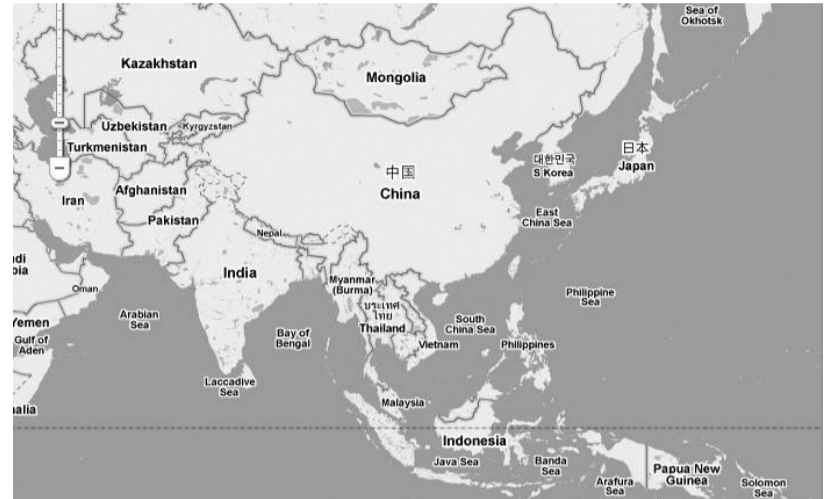 Sea of
Okhotsk
Kazakhstan
Mongolia
Uzbekistan
Kyrgyzstan
Turkmenistan
日本
Japan
대한민국
S Korea
中国
China
Afghanistan
Iran
Pakistan
East
China Sea
Nepal
udi
bia
India
Myanmar
(Burma)
Oman
Philippine
Sea
ประเทศ
ไทย
Thailand
Yemen
Arabian
Sea
South
China Sea
Gulf of
Aden
Bay of
Bengal
Vietnam
Philippines
Laccadive
Sea
Malaysia
alia
Indonesia
Java Sea
Banda
Sea
Papua New
Guinea
Arafura
Sea
Solomon
Sea